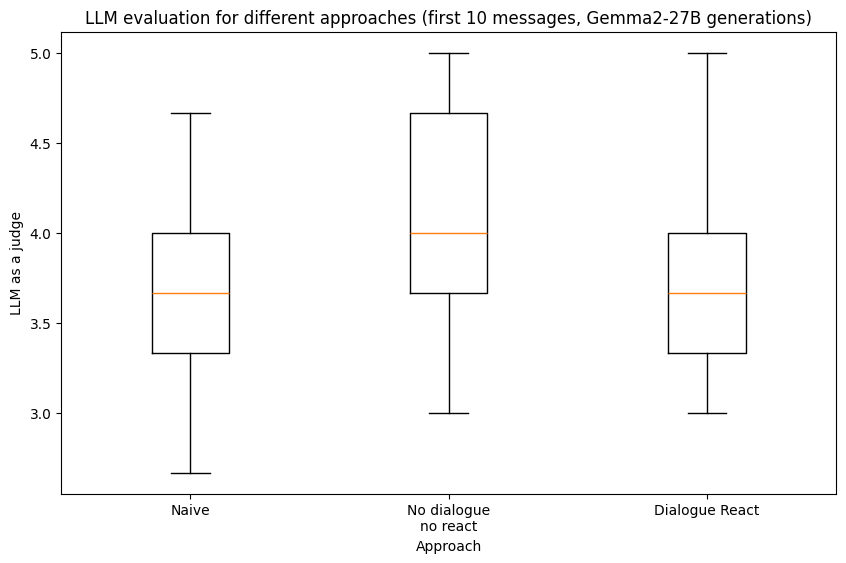 LLM evaluation for different approaches (first 10 messages, Gemma2-27B generations)
5.0
4.5
4.0
3.5
3.0
LLM as a judge
Naive
No dialogue
no react
Dialogue React
Approach